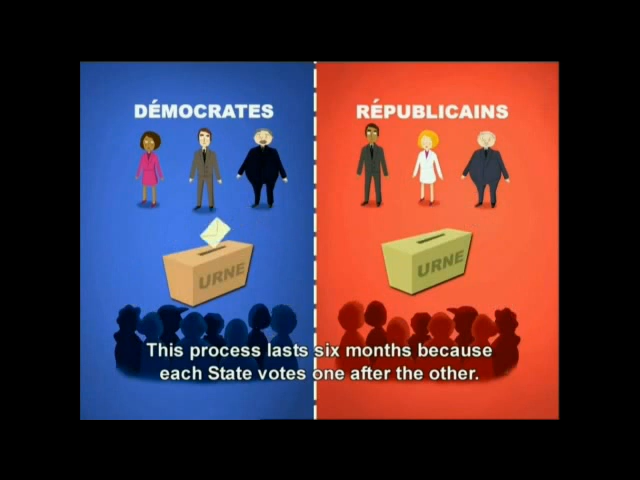 DÉMOCRATES
RÉPUBLICAINS
URNE
URNE
This process lasts six months because
each State votes one after the other.